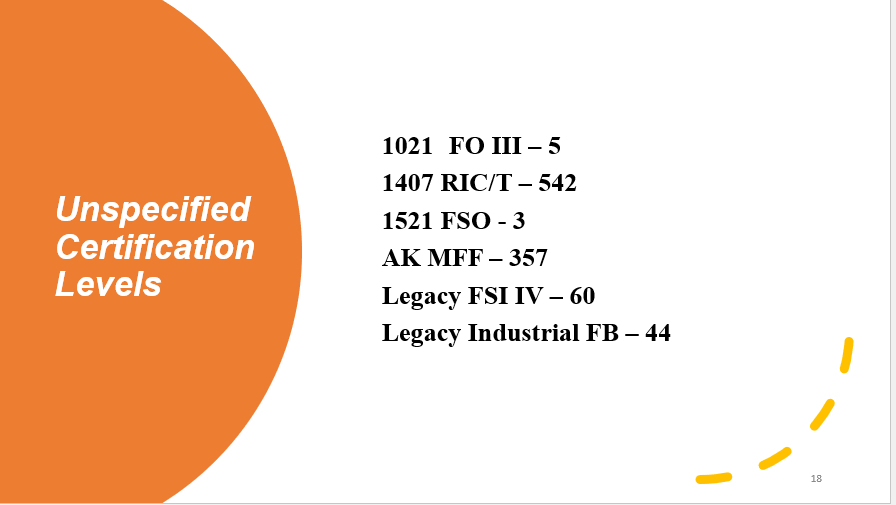 Unspecified
Certification
Levels
1021  FO III – 5
1407 RIC/T – 542
1521 FSO - 3
AK MFF – 357
Legacy FSI IV – 60
Legacy Industrial FB – 44
18